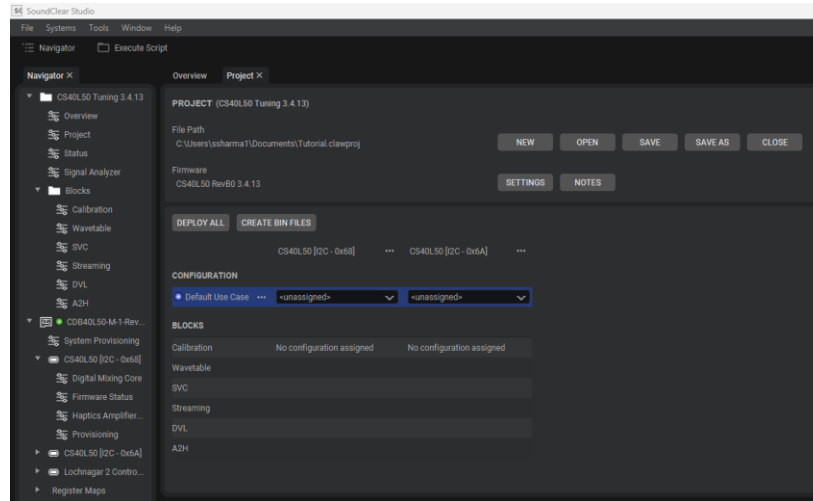 SC SoundClear Studio
File Systems Tools Window Help
Navigator Execute Script
Navigator ×
CS40L50 Tuning 3.4.13
Overview
Project
Status
Signal Analyzer
Blocks
Calibration
Wavetable
SVC
Streaming
DVL
A2H
CDB40L50-M-1-Rev...
System Provisioning
CS40L50 [I2C - 0x68]
Digital Mixing Core
Firmware Status
Haptics Amplifier...
Provisioning
CS40L50 [I2C - 0x6A]
Lochnagar 2 Contro...
Register Maps
Overview Project ×
PROJECT (CS40L50 Tuning 3.4.13)
File Path
C:\Users\ssharma1\Documents\Tutorial.clawproj
NEW OPEN SAVE SAVE AS CLOSE
Firmware
CS40L50 RevB0 3.4.13
SETTINGS NOTES
DEPLOY ALL CREATE BIN FILES
CS40L50 [I2C - 0x68] ... CS40L50 [I2C - 0x6A] ...
CONFIGURATION
Default Use Case ... <unassigned> <unassigned>
BLOCKS
Calibration No configuration assigned No configuration assigned
Wavetable
SVC
Streaming
DVL
A2H